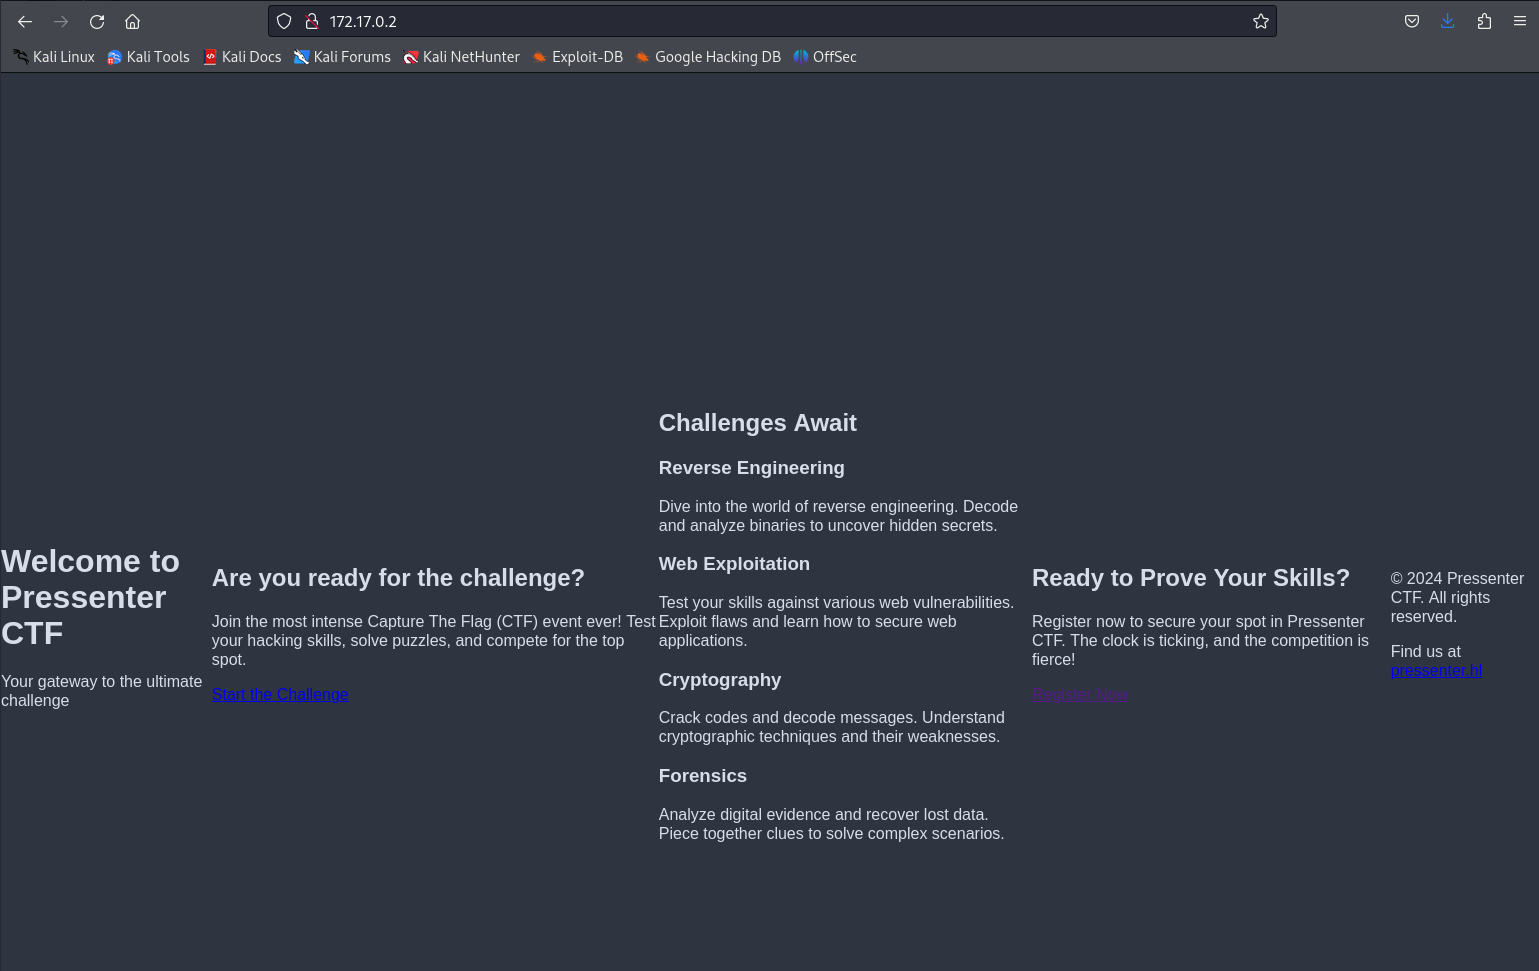 172.17.0.2
Kali Linux
Kali Tools
Kali Docs
Kali Forums
Kali NetHunter
Exploit-DB
Google Hacking DB
OffSec
Welcome to
Pressenter
CTF
Your gateway to the ultimate
challenge
Are you ready for the challenge?
Join the most intense Capture The Flag (CTF) event ever! Test
your hacking skills, solve puzzles, and compete for the top
spot.
Start the Challenge
Challenges Await
Reverse Engineering
Dive into the world of reverse engineering. Decode
and analyze binaries to uncover hidden secrets.
Web Exploitation
Test your skills against various web vulnerabilities.
Exploit flaws and learn how to secure web
applications.
Cryptography
Crack codes and decode messages. Understand
cryptographic techniques and their weaknesses.
Forensics
Analyze digital evidence and recover lost data.
Piece together clues to solve complex scenarios.
Ready to Prove Your Skills?
Register now to secure your spot in Pressenter
CTF. The clock is ticking, and the competition is
fierce!
Register Now
© 2024 Pressenter
CTF. All rights
reserved.
Find us at
pressenter.hl